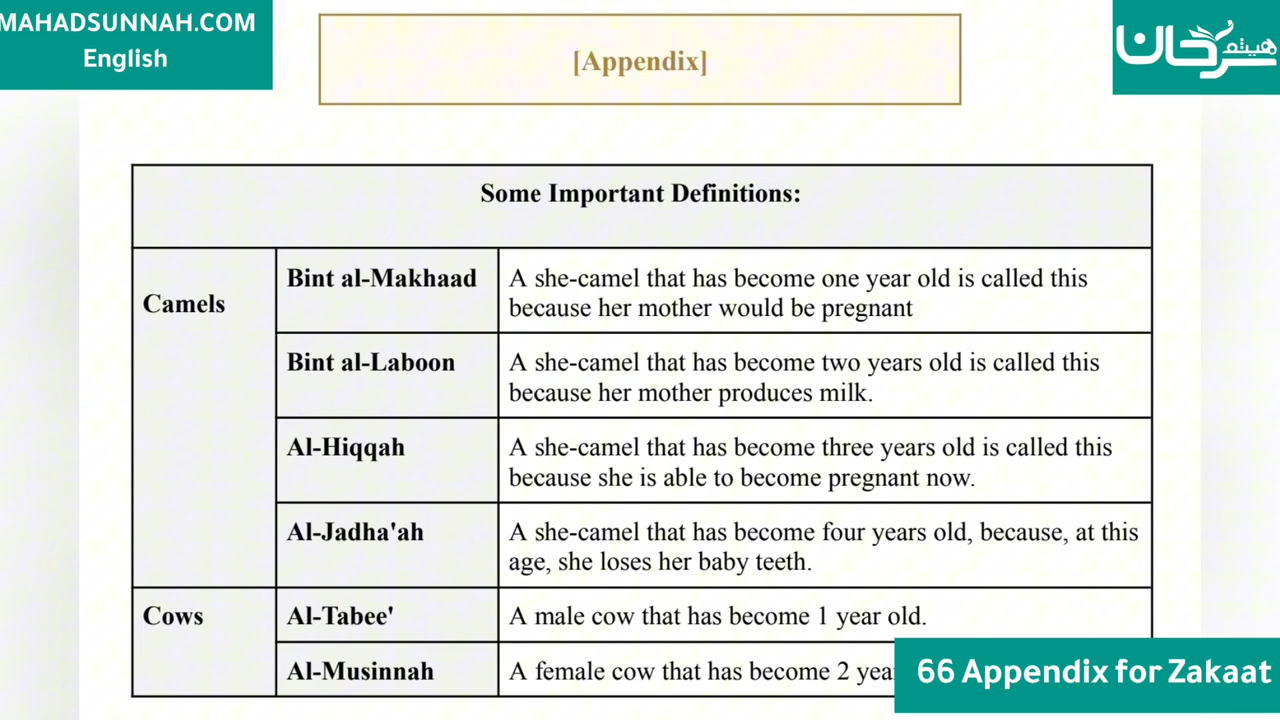 MAHADSUNNAH.COM
English
[Appendix]
هيثم
سرحان
Some Important Definitions:
Camels
Bint al-Makhaad
A she-camel that has become one year old is called this
because her mother would be pregnant
Bint al-Laboon
A she-camel that has become two years old is called this
because her mother produces milk.
Al-Hiqqah
A she-camel that has become three years old is called this
because she is able to become pregnant now.
Al-Jadha'ah
A she-camel that has become four years old, because, at this
age, she loses her baby teeth.
Cows
Al-Tabee'
A male cow that has become 1 year old.
Al-Musinnah
A female cow that has become 2
66 Appendix for Zakaat